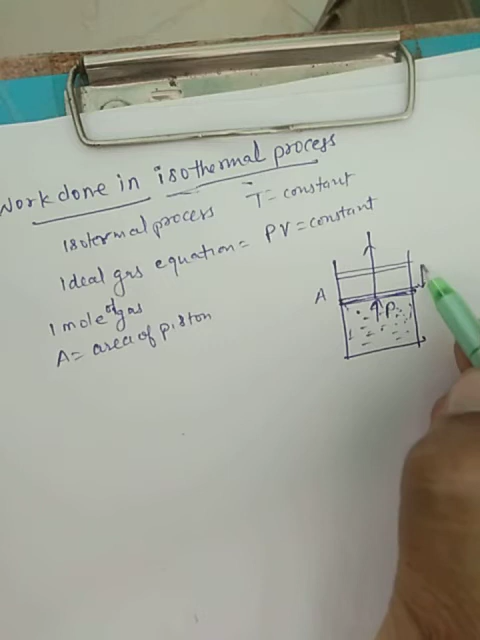 Work done in isothermal process
Isotermal process T = constant
Ideal gas equation = PV = constant
1 mole of gas
A = area of piston
A
P